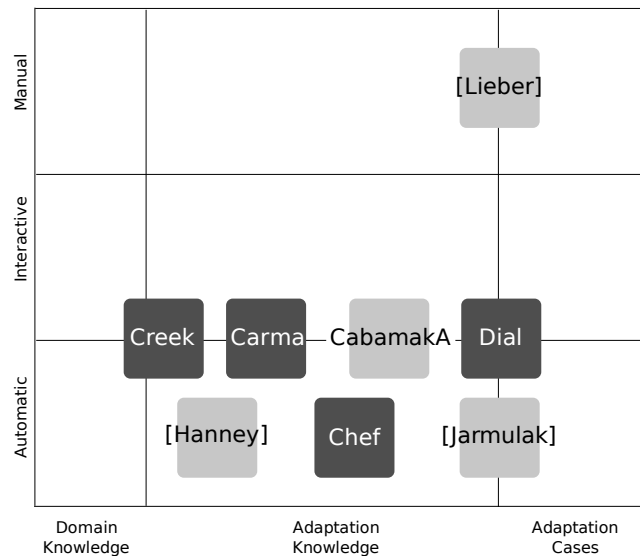 Manual
[Lieber]
Interactive
Creek
Carma
CabamakA
Dial
Automatic
[Hanney]
Chef
[Jarmulak]
Domain
Knowledge
Adaptation
Knowledge
Adaptation
Cases